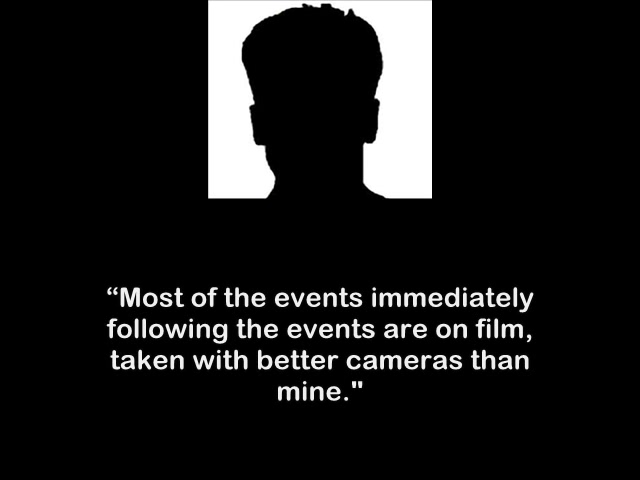 “Most of the events immediately
following the events are on film,
taken with better cameras than
mine."